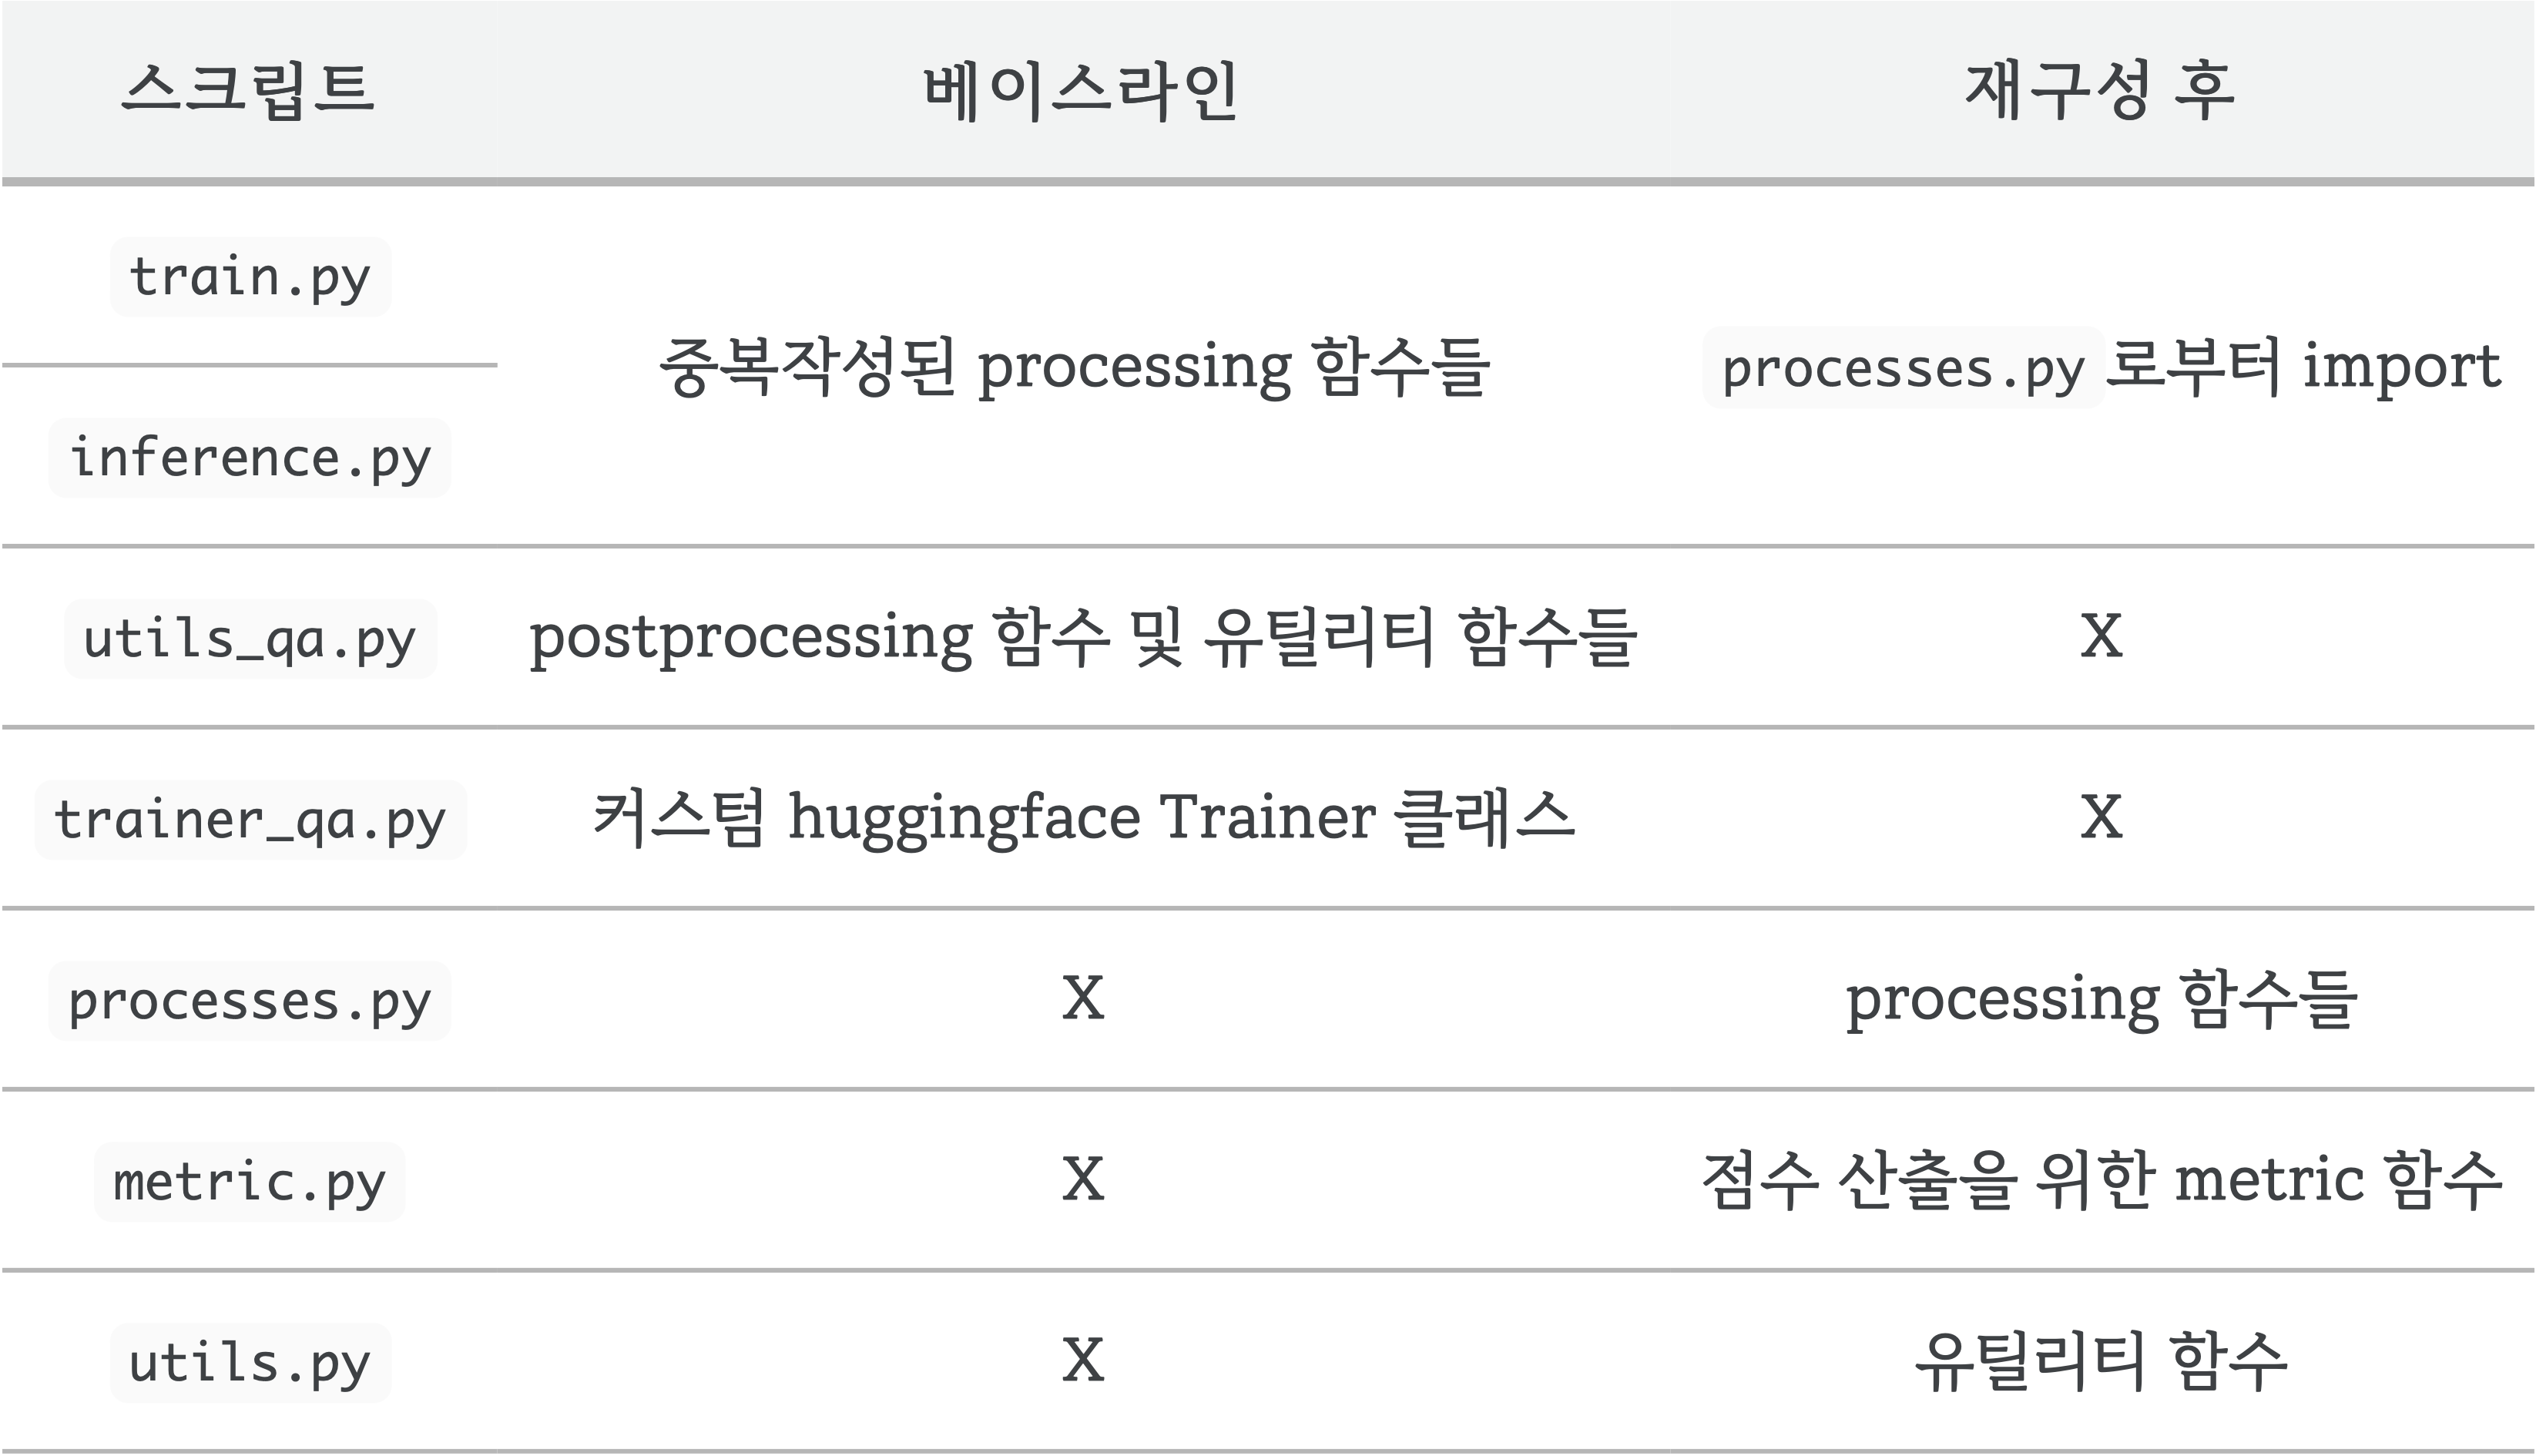 스크립트 베이스라인 재구성 후
train.py
중복작성된 processing 함수들 processes.py로부터 import
inference.py
utils_qa.py postprocessing 함수 및 유틸리티 함수들 X
trainer_qa.py 커스텀 huggingface Trainer 클래스 X
processes.py X processing 함수들
metric.py X 점수 산출을 위한 metric 함수
utils.py X 유틸리티 함수